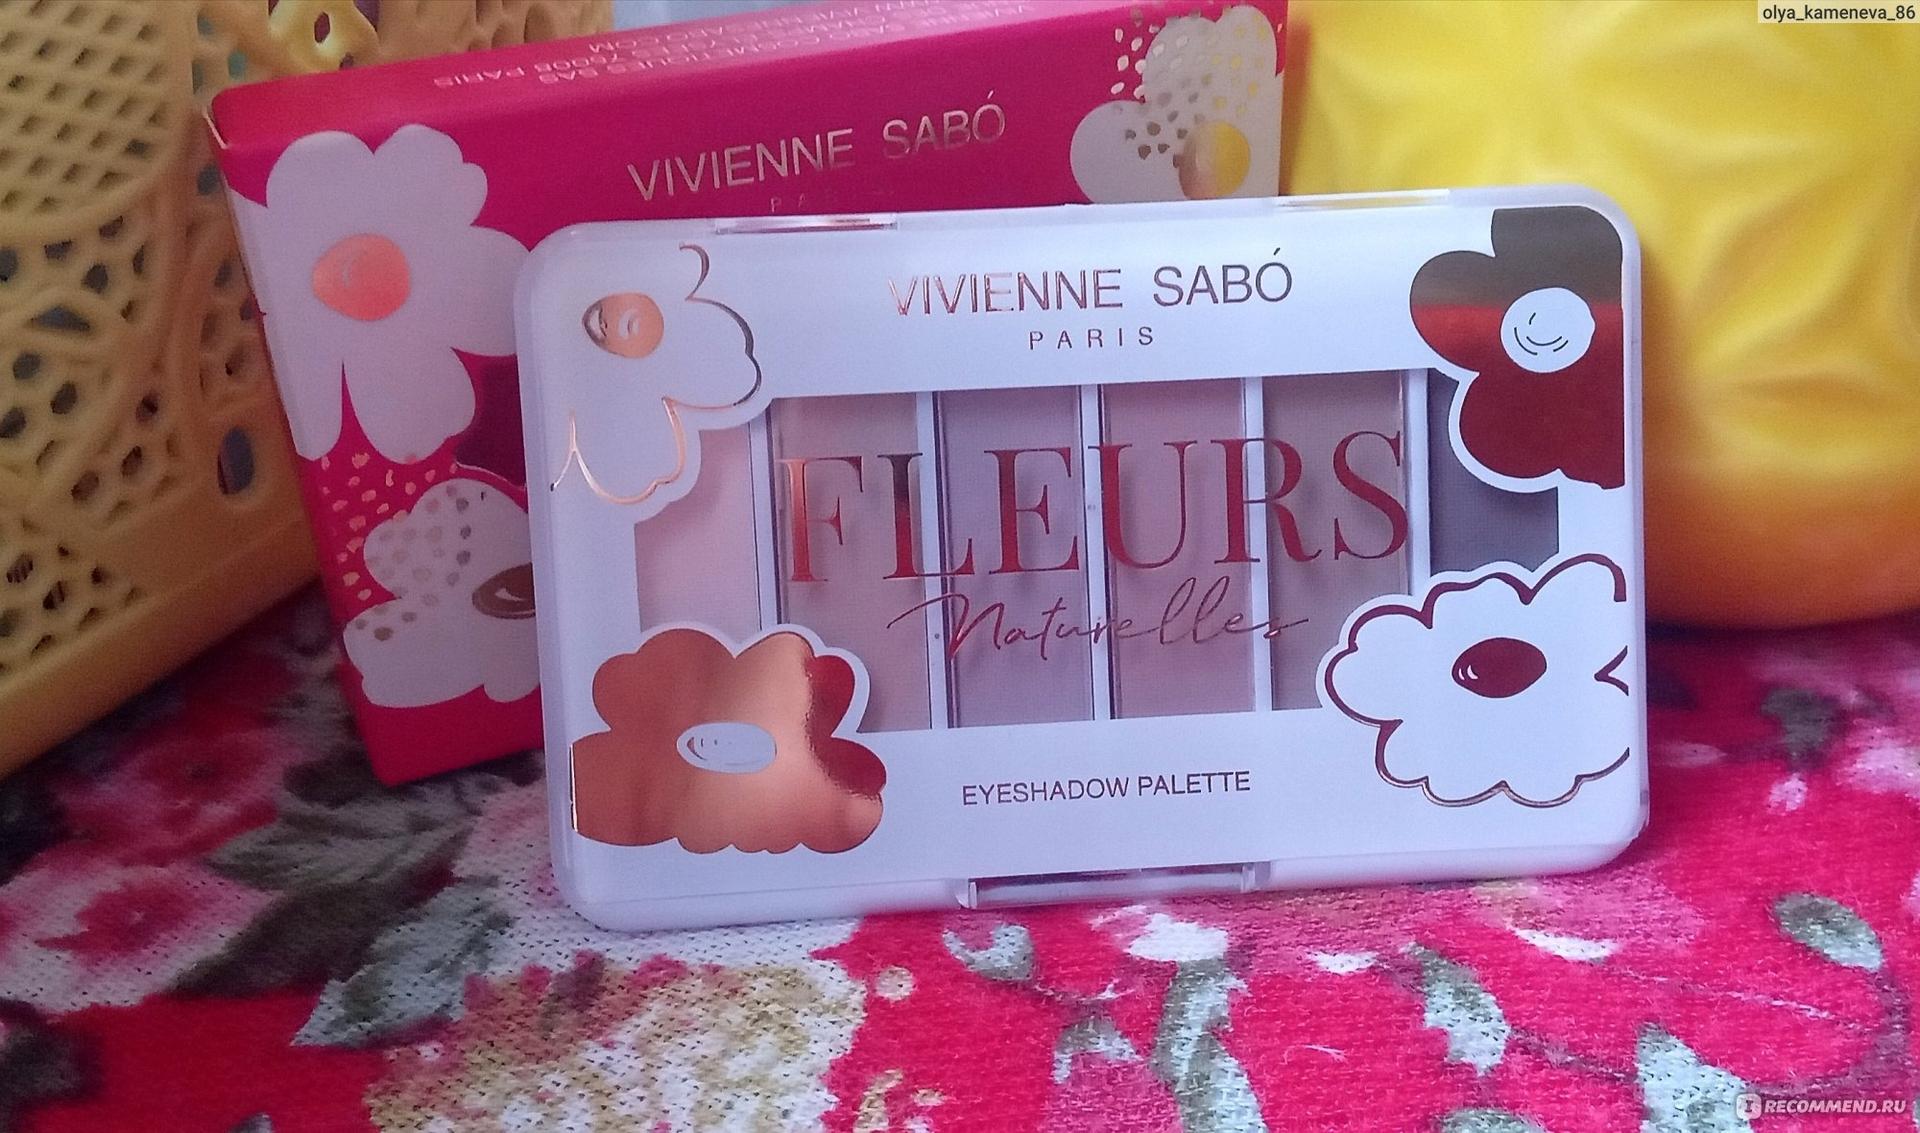 olya_kameneva_86
VIVIENNE SABÓ
PARIS
VIVIENNE SABÓ
PARIS
FLEURS
Naturelles
EYESHADOW PALETTE
RECOMMEND.RU